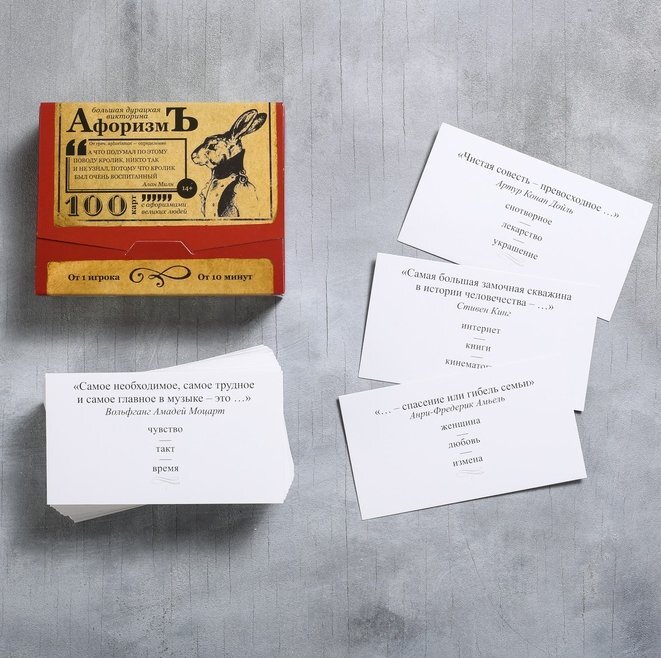 большая дурацкая
викторина
АфоризмЪ
Остроч. афоризмы — определение
А ЧТО ПОДУМАЛ ПО ЭТОМУ
ПОВОДУ КРОЛИК, НИКТО ТАК
И НЕ УЗНАЛ, ПОТОМУ ЧТО КРОЛИК
БЫЛ ОЧЕНЬ ВОСПИТАННЫЙ
Алан Милн
14+
100 карт
с афоризмами
великих людей
От 1 игрока
От 10 минут
«Самое необходимое, самое трудное
и самое главное в музыке – это …»
Вольфганг Амадей Моцарт
чувство
такт
время
«Чистая совесть – превосходное …»
Артур Конан Дойль
снотворное
лекарство
украшение
«Самая большая замочная скважина
в истории человечества – …»
Стивен Кинг
интернет
книги
кинемато
«… – спасение или гибель семьи»
Анри-Фредерик Амьель
женщина
любовь
измена